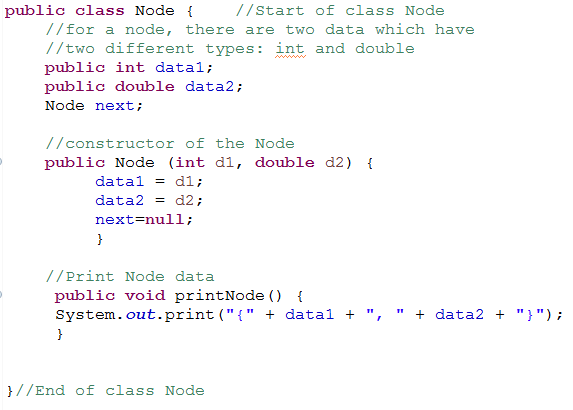 public class Node {    //Start of class Node
    //for a node, there are two data which have
    //two different types: int and double
    public int data1;
    public double data2;
    Node next;

    //constructor of the Node
    public Node (int d1, double d2) {
         data1 = d1;
         data2 = d2;
         next=null;
         }

    //Print Node data
     public void printNode() {
     System.out.print("{" + data1 + ", " + data2 + "}");
     }


}//End of class Node